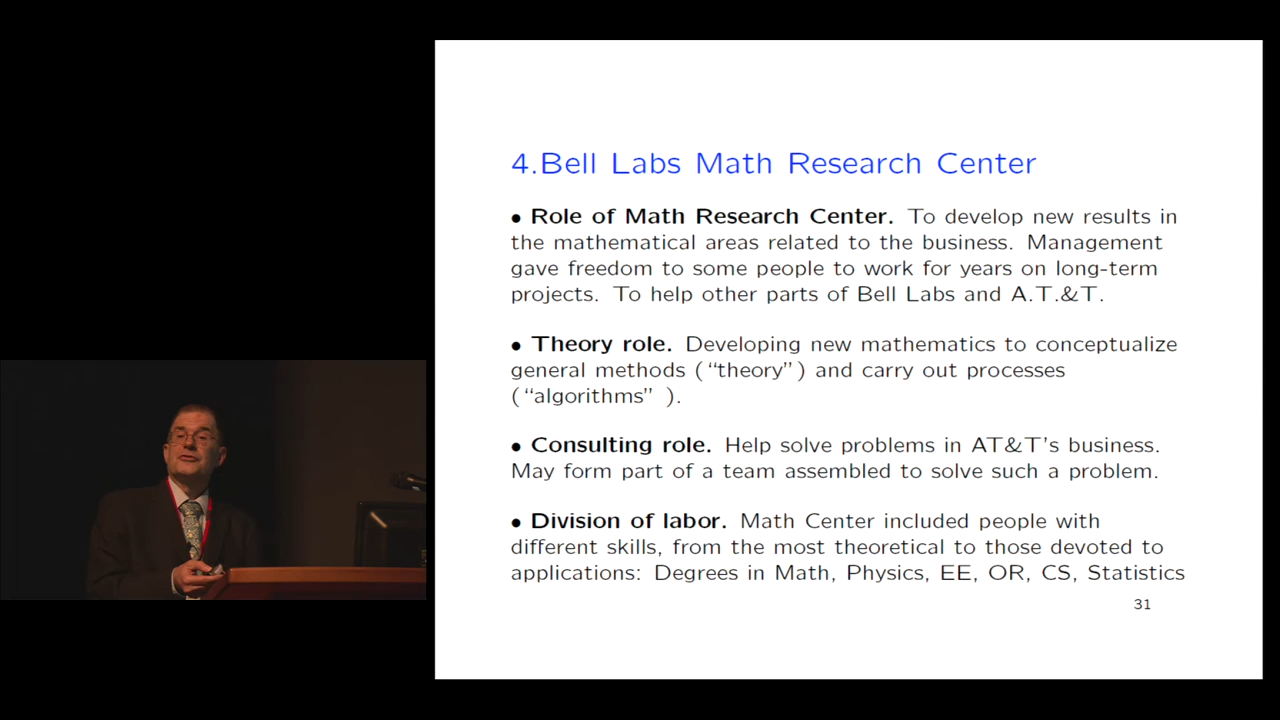 4.Bell Labs Math Research Center
• Role of Math Research Center. To develop new results in
the mathematical areas related to the business. Management
gave freedom to some people to work for years on long-term
projects. To help other parts of Bell Labs and A.T.&T.
• Theory role. Developing new mathematics to conceptualize
general methods (“theory”) and carry out processes
(“algorithms” ).
• Consulting role. Help solve problems in AT&T’s business.
May form part of a team assembled to solve such a problem.
• Division of labor. Math Center included people with
different skills, from the most theoretical to those devoted to
applications: Degrees in Math, Physics, EE, OR, CS, Statistics
31